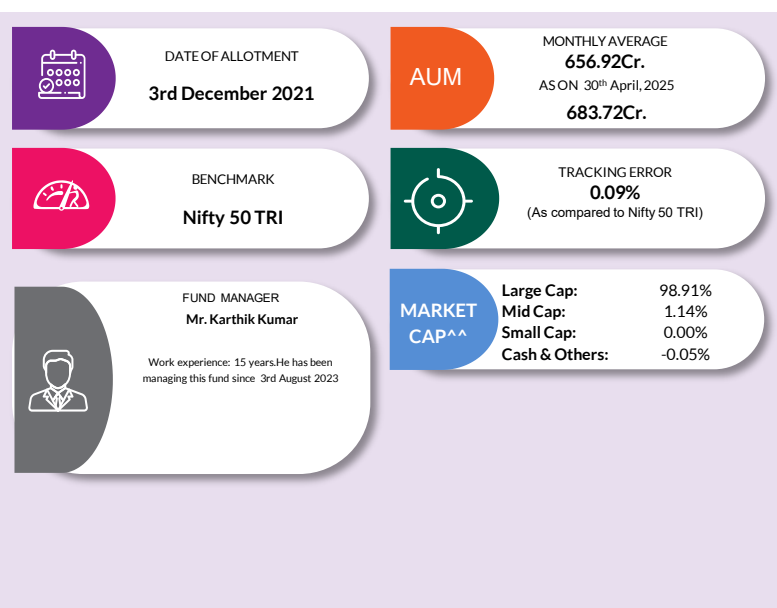 DATE OF ALLOTMENT
3rd December 2021
AUM
MONTHLY AVERAGE
656.92Cr.
AS ON 30th April, 2025
683.72Cr.
BENCHMARK
Nifty 50 TRI
TRACKING ERROR
0.09%
(As compared to Nifty 50 TRI)
FUND MANAGER
Mr. Karthik Kumar
Work experience: 15 years.He has been
managing this fund since 3rd August 2023
MARKET
CAP^^
Large Cap: 98.91%
Mid Cap: 1.14%
Small Cap: 0.00%
Cash & Others: -0.05%